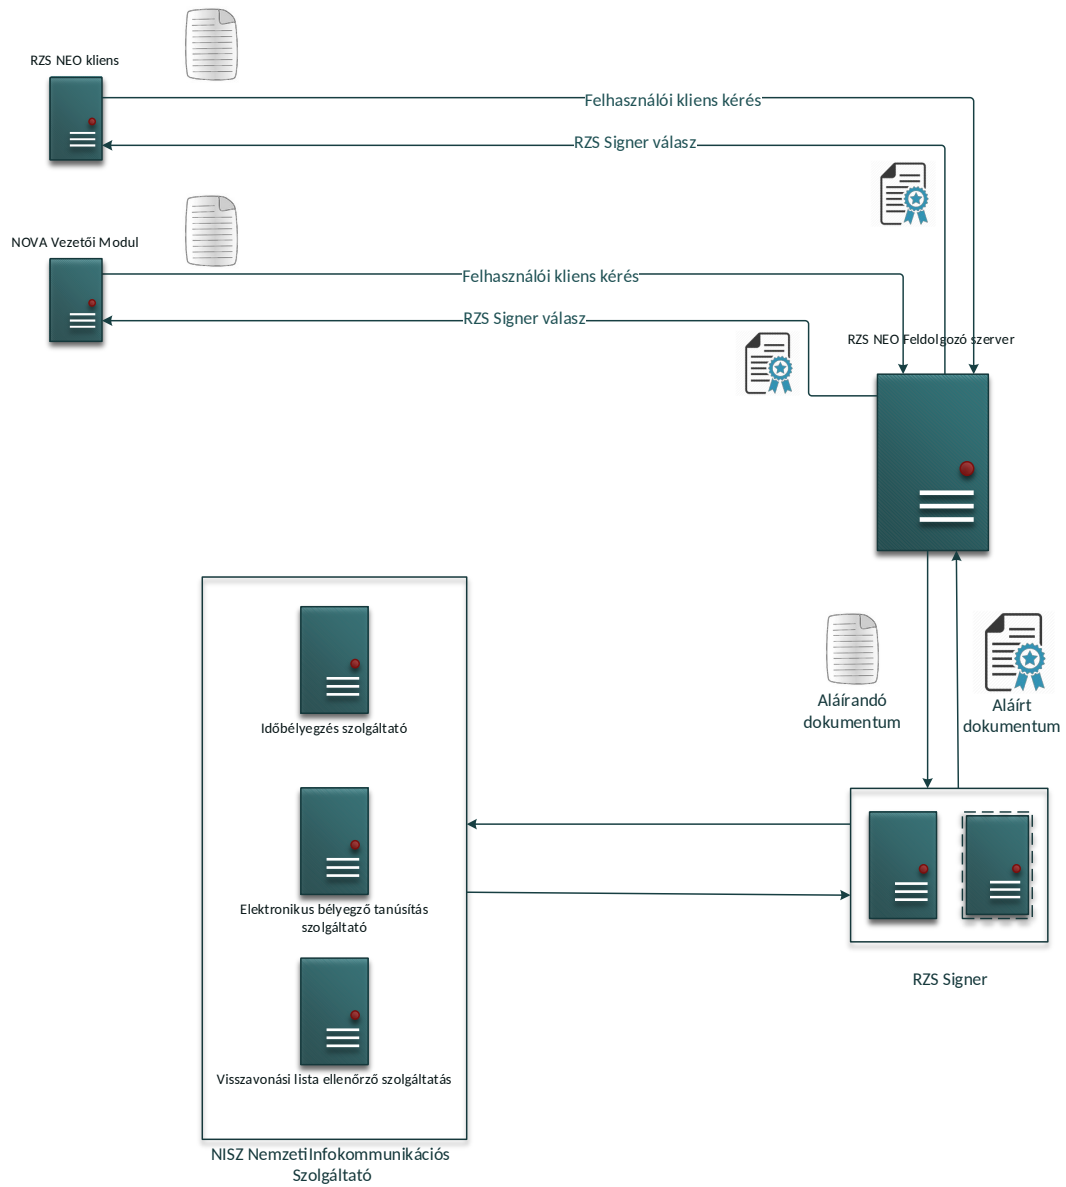 RZS NEO kliens
Felhasználói kliens kérés
RZS Signer válasz
NOVA Vezetői Modul
Felhasználói kliens kérés
RZS Signer válasz
RZS NEO Feldolgozó szerver
Aláírandó
dokumentum
Aláírt
dokumentum
Időbélyegzés szolgáltató
Elektronikus bélyegző tanúsítás
szolgáltató
RZS Signer
Visszavonási lista ellenőrző szolgáltatás
NISZ Nemzeti Infokommunikációs
Szolgáltató